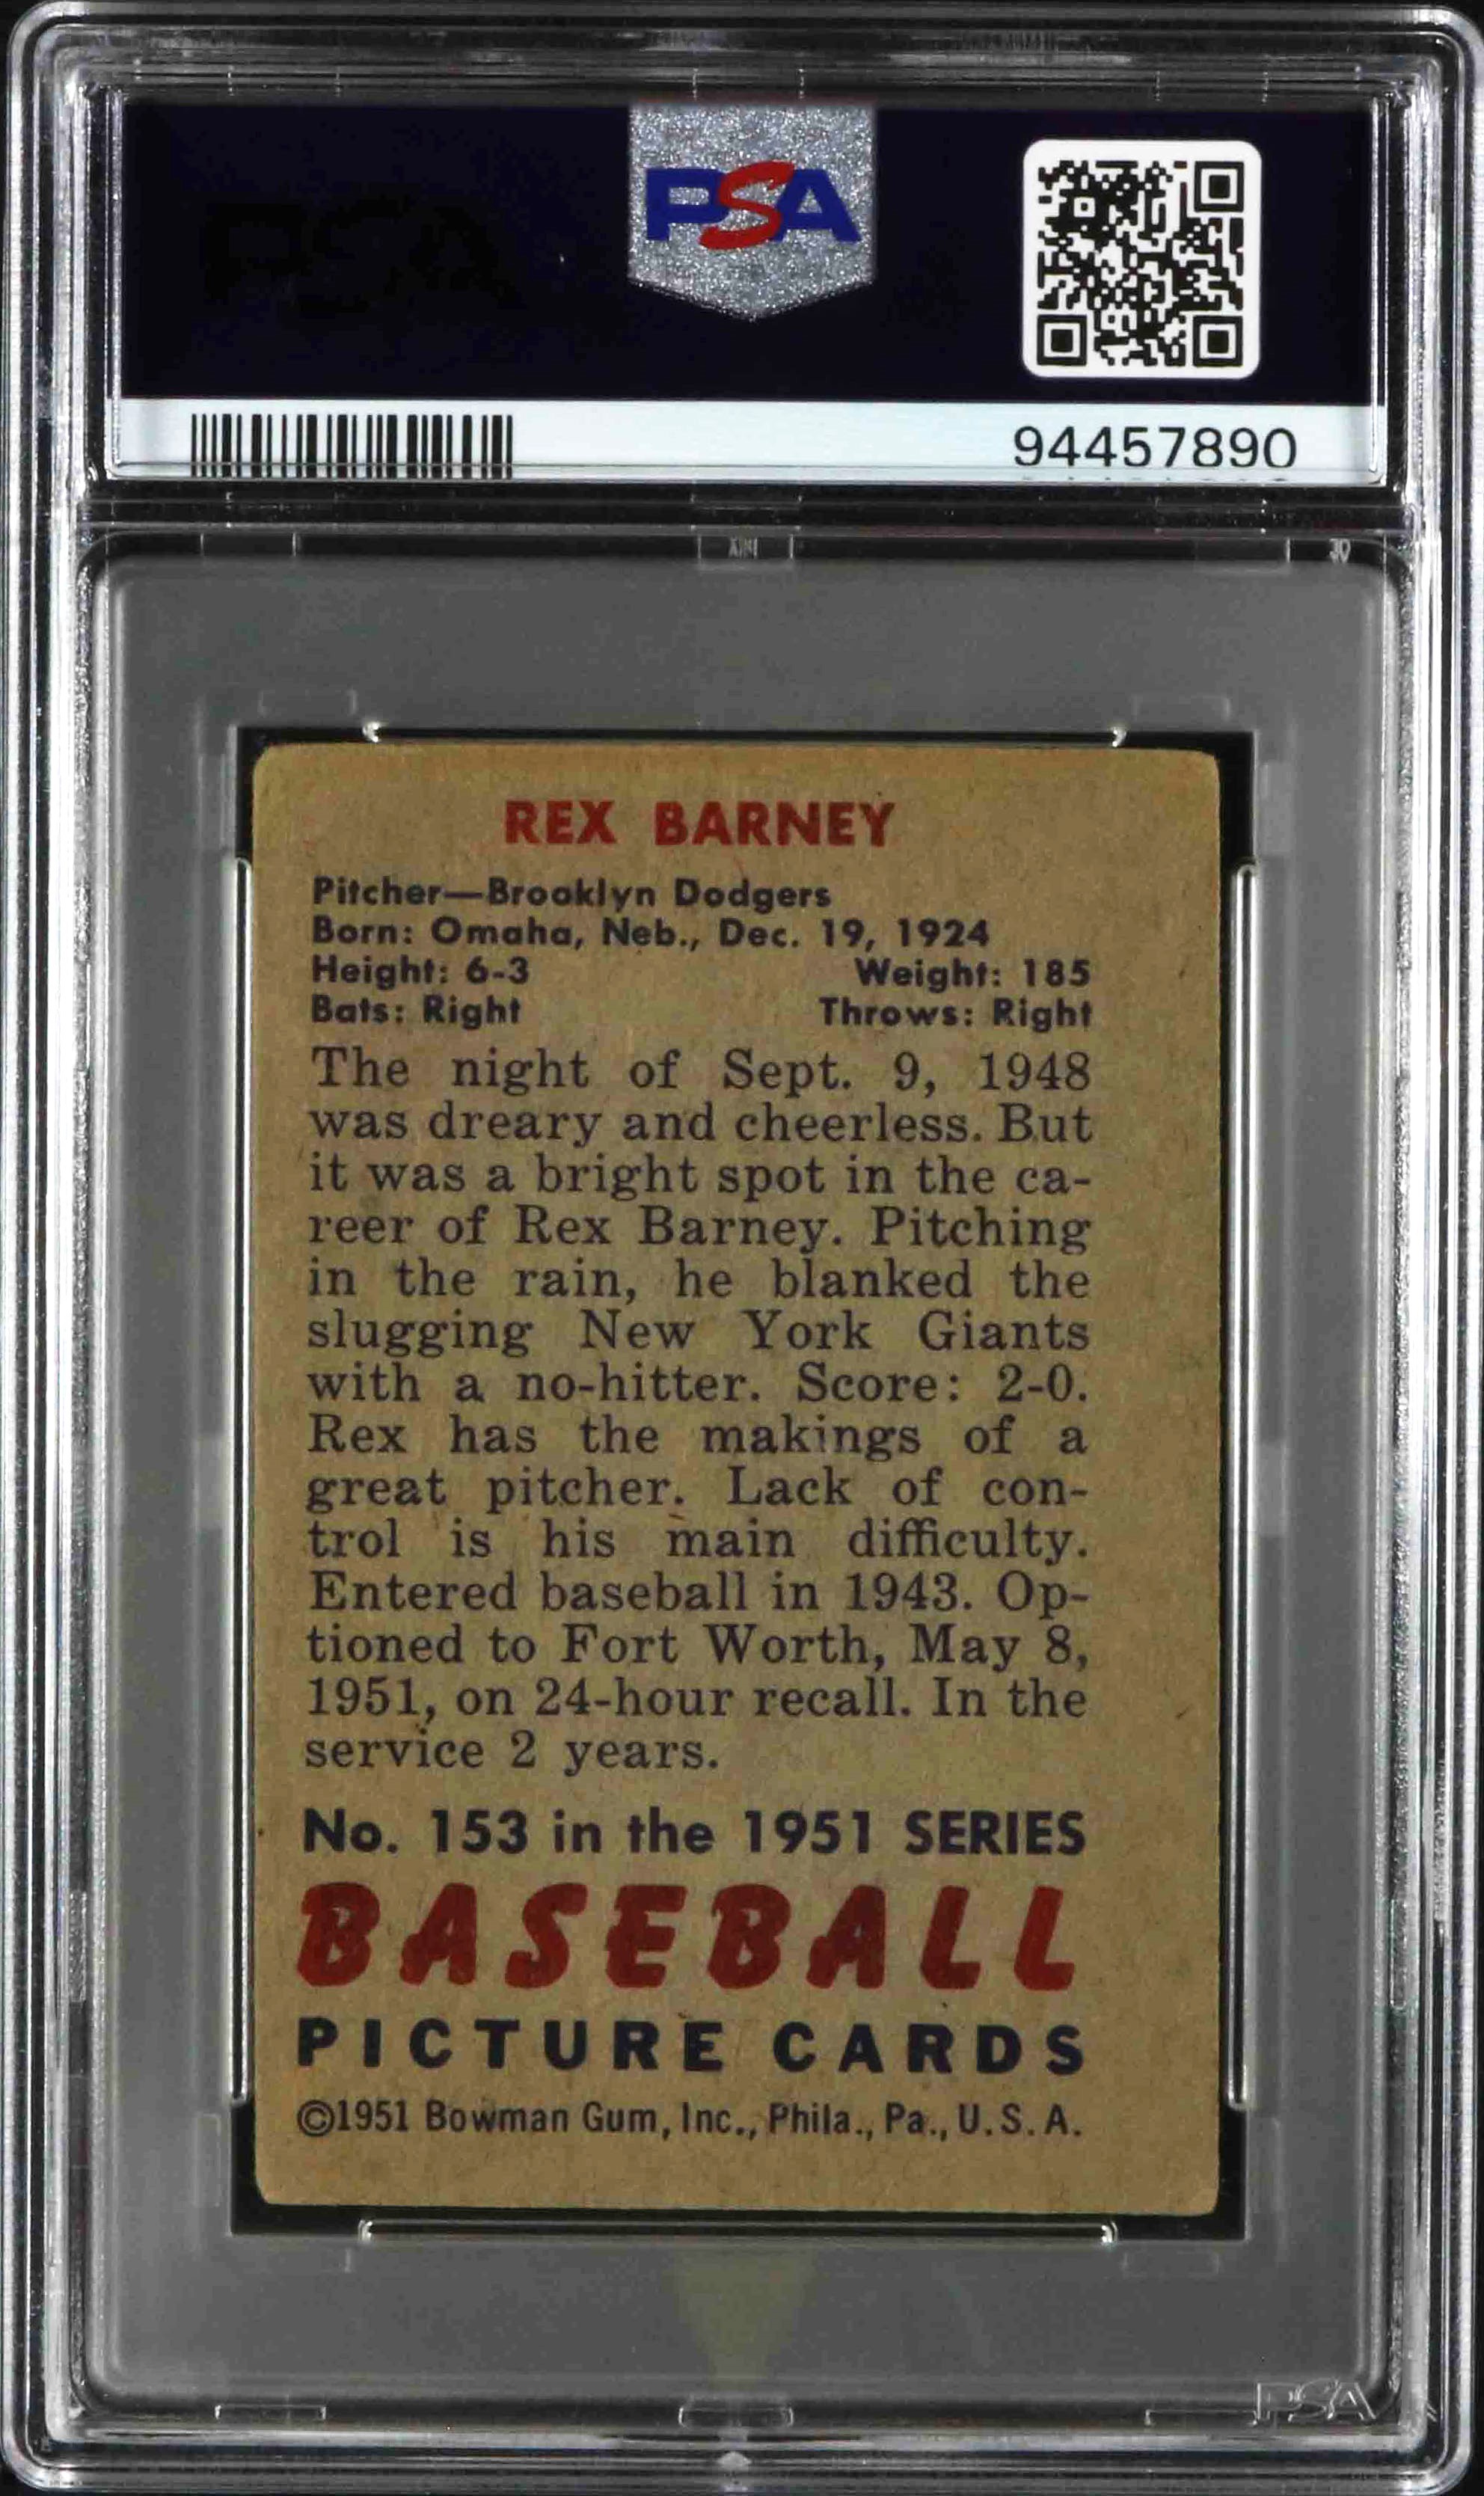 PSA
94457890
REX BARNEY
Pitcher—Brooklyn Dodgers
Born: Omaha, Neb., Dec. 19, 1924
Height: 6-3 Weight: 185
Bats: Right Throws: Right
The night of Sept. 9, 1948
was dreary and cheerless. But
it was a bright spot in the ca-
reer of Rex Barney. Pitching
in the rain, he blanked the
slugging New York Giants
with a no-hitter. Score: 2-0.
Rex has the makings of a
great pitcher. Lack of con-
trol is his main difficulty.
Entered baseball in 1943. Op-
tioned to Fort Worth, May 8,
1951, on 24-hour recall. In the
service 2 years.
No. 153 in the 1951 SERIES
BASEBALL
PICTURE CARDS
©1951 Bowman Gum, Inc., Phila., Pa., U.S.A.
PSA